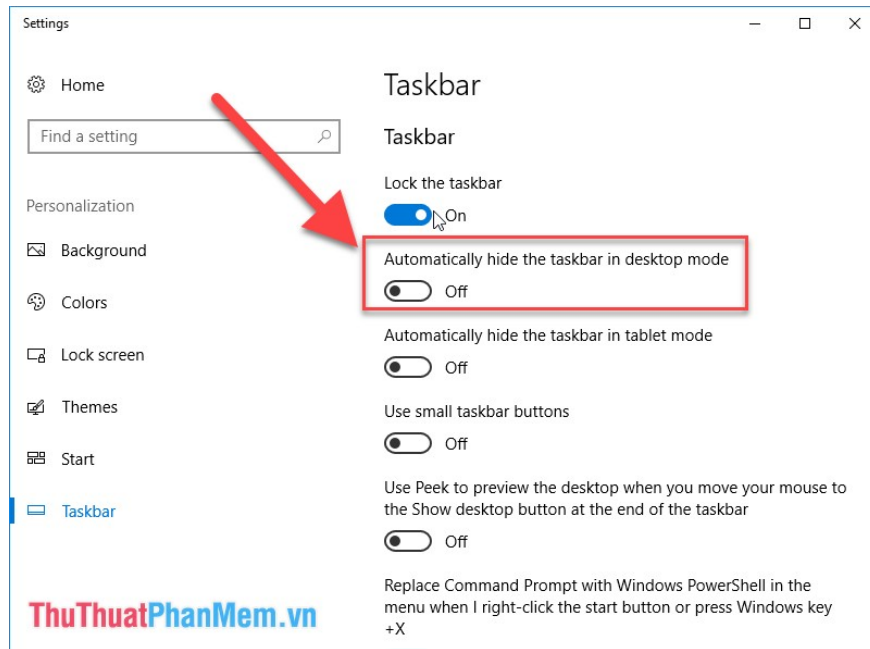 Settings
Home
Find a setting
Personalization
Background
Colors
Lock screen
Themes
Start
Taskbar
Taskbar
Taskbar
Lock the taskbar
On
Automatically hide the taskbar in desktop mode
Off
Automatically hide the taskbar in tablet mode
Off
Use small taskbar buttons
Off
Use Peek to preview the desktop when you move your mouse to
the Show desktop button at the end of the taskbar
Off
Replace Command Prompt with Windows PowerShell in the
menu when I right-click the start button or press Windows key
+X
ThuThuatPhanMem.vn